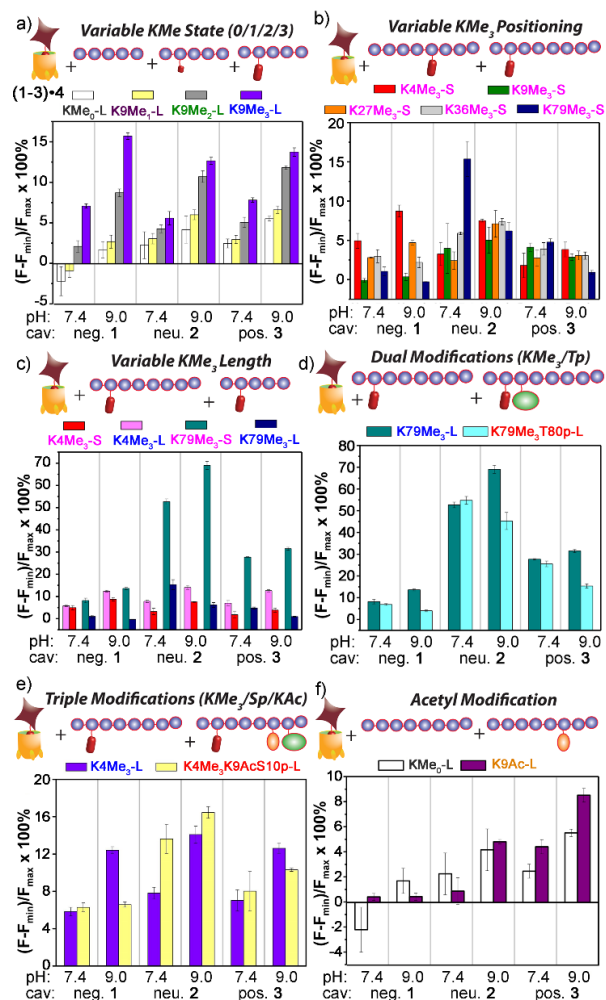 a) Variable KMe State (0/1/2/3)
+ + +
(1-3)•4
KMe0-L K9Me1-L K9Me2-L K9Me3-L
(F-Fmin)/Fmax x 100%
15
10
5
0
-5
pH: 7.4 9.0 7.4 9.0 7.4 9.0
cav: neg. 1 neu. 2 pos. 3
b) Variable KMe3 Positioning
+ +
K4Me3-S K9Me3-S
K27Me3-S K36Me3-S K79Me3-S
(F-Fmin)/Fmax x 100%
20
15
10
5
0
pH: 7.4 9.0 7.4 9.0 7.4 9.0
cav: neg. 1 neu. 2 pos. 3
c) Variable KMe3 Length
+ +
K4Me3-S K4Me3-L K79Me3-S K79Me3-L
(F-Fmin)/Fmax x 100%
70
60
50
40
30
20
10
0
pH: 7.4 9.0 7.4 9.0 7.4 9.0
cav: neg. 1 neu. 2 pos. 3
d) Dual Modifications (KMe3/Tp)
+ +
K79Me3-L K79Me3T80p-L
(F-Fmin)/Fmax x 100%
80
70
60
50
40
30
20
10
0
pH: 7.4 9.0 7.4 9.0 7.4 9.0
cav: neg. 1 neu. 2 pos. 3
e) Triple Modifications (KMe3/Sp/KAc)
+ +
K4Me3-L K4Me3K9AcS10p-L
(F-Fmin)/Fmax x 100%
20
16
12
8
4
0
pH: 7.4 9.0 7.4 9.0 7.4 9.0
cav: neg. 1 neu. 2 pos. 3
f) Acetyl Modification
+ +
KMe0-L K9Ac-L
(F-Fmin)/Fmax x 100%
10
8
6
4
2
0
-2
-4
pH: 7.4 9.0 7.4 9.0 7.4 9.0
cav: neg. 1 neu. 2 pos. 3